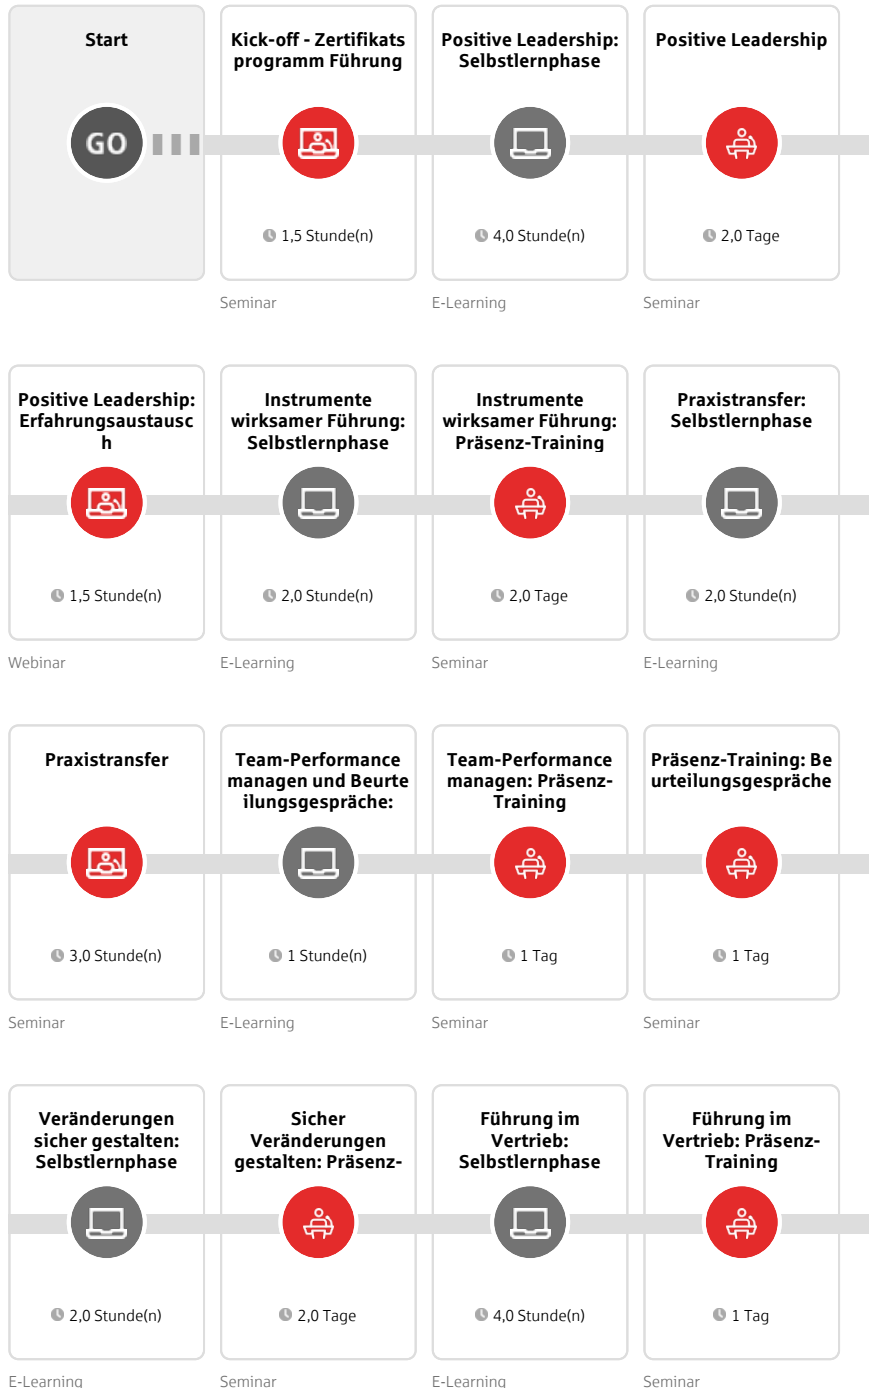 Start
GO
Kick-off - Zertifikats
programm Führung
1,5 Stunde(n)
Seminar
Positive Leadership:
Selbstlernphase
4,0 Stunde(n)
E-Learning
Positive Leadership
2,0 Tage
Seminar
Positive Leadership:
Erfahrungsaustausc
h
1,5 Stunde(n)
Webinar
Instrumente
wirksamer Führung:
Selbstlernphase
2,0 Stunde(n)
E-Learning
Instrumente
wirksamer Führung:
Präsenz-Training
2,0 Tage
Seminar
Praxistransfer:
Selbstlernphase
2,0 Stunde(n)
E-Learning
Praxistransfer
3,0 Stunde(n)
Seminar
Team-Performance
managen und Beurte
ilungsgespräche:
1 Stunde(n)
E-Learning
Team-Performance
managen: Präsenz-
Training
1 Tag
Seminar
Präsenz-Training: Be
urteilungsgespräche
1 Tag
Seminar
Veränderungen
sicher gestalten:
Selbstlernphase
2,0 Stunde(n)
E-Learning
Sicher
Veränderungen
gestalten: Präsenz-
2,0 Tage
Seminar
Führung im
Vertrieb:
Selbstlernphase
4,0 Stunde(n)
E-Learning
Führung im
Vertrieb: Präsenz-
Training
1 Tag
Seminar